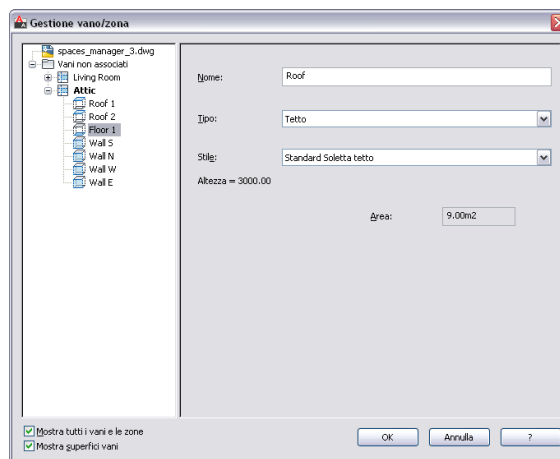 Gestione vano/zona
spaces_manager_3.dwg
Vani non associati
Living Room
Attic
Roof 1
Roof 2
Floor 1
Wall S
Wall N
Wall W
Wall E
Nome:
Roof
Tipo:
Tetto
Stile:
Standard Soletta tetto
Altezza = 3000.00
Area:
9.00m2
Mostra tutti i vani e le zone
Mostra superfici vani
OK
Annulla
?